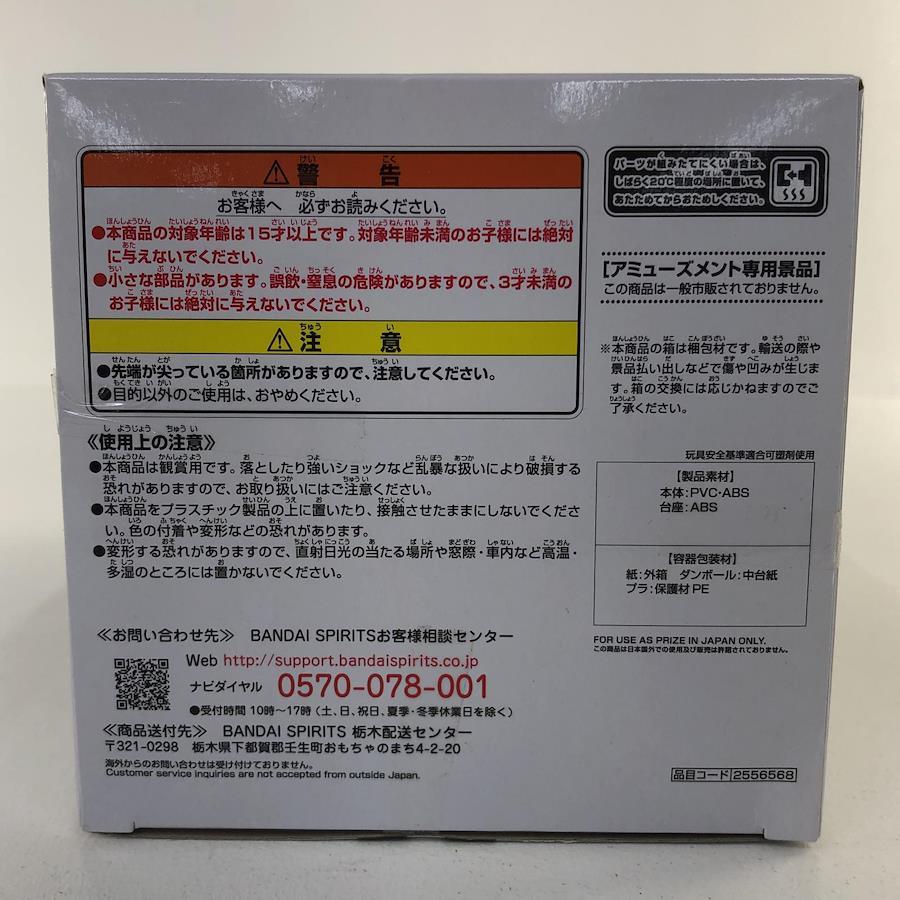 ⚠警告
お客様へ 必ずお読みください。
●本商品の対象年齢は15才以上です。対象年齢未満のお子様には絶対
に与えないでください。
●小さな部品があります。誤飲・窒息の危険がありますので、3才未満の
お子様には絶対に与えないでください。
⚠注意
●先端が尖っている箇所がありますので、注意してください。
●目的以外のご使用は、おやめください。
《使用上の注意》
●本商品は観賞用です。落としたり強いショックなど乱暴な扱いにより破損する
恐れがありますので、お取り扱いにはご注意ください。
●本商品をプラスチック製品の上に置いたり、接触させたままにしないでくださ
い。色の付着や変形などの恐れがあります。
●変形する恐れがありますので、直射日光の当たる場所や窓際・車内など高温・
多湿のところには置かないでください。
≪お問い合わせ先≫ BANDAI SPIRITSお客様相談センター
Web http://support.bandaispirits.co.jp
ナビダイヤル 0570-078-001
●受付時間 10時〜17時(土、日、祝日、夏季・冬季休業日を除く)
≪商品送付先≫ BANDAI SPIRITS 栃木配送センター
〒321-0298 栃木県下都賀郡壬生町おもちゃのまち4-2-20
海外からのお問い合わせは受け付けておりません。
Customer service inquiries are not accepted from outside Japan.
パーツが組みたてにくい場合は、
しばらく20℃程度の場所に置いて、
あたためてからおためしください。
【アミューズメント専用景品】
この商品は一般市販されておりません。
※本商品の箱は梱包材です。輸送の際や
景品払い出しなどで傷や凹みが生じま
す。箱の交換には応じかねますのでご
了承ください。
玩具安全基準適合可塑剤使用
【製品素材】
本体:PVC・ABS
台座:ABS
【容器包装材】
紙:外箱 ダンボール:中台紙
プラ:保護材PE
FOR USE AS PRIZE IN JAPAN ONLY.
この商品は日本国外での使用及び販売は許諾されておりません。
品目コード 2556568